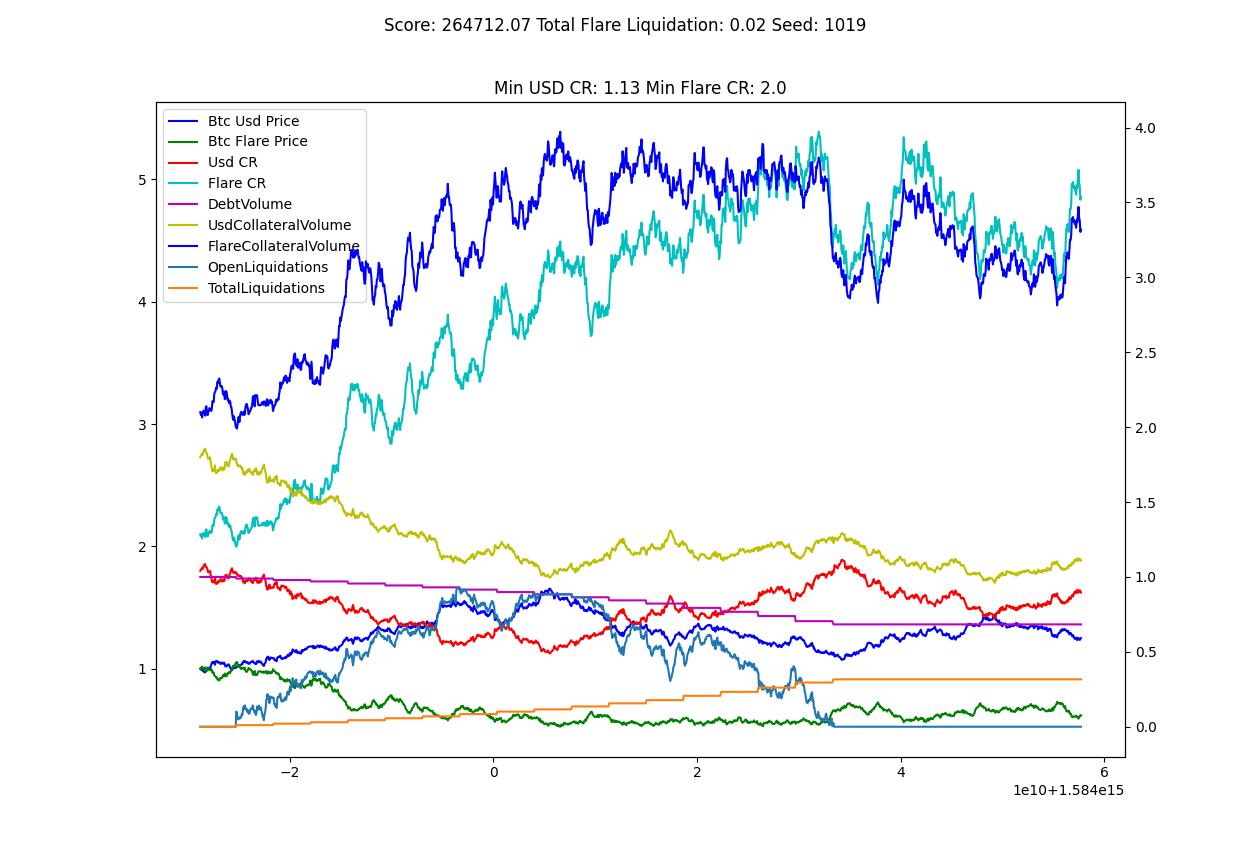 Score: 264712.07 Total Flare Liquidation: 0.02 Seed: 1019
Min USD CR: 1.13 Min Flare CR: 2.0
Btc Usd Price
Btc Flare Price
Usd CR
Flare CR
DebtVolume
UsdCollateralVolume
FlareCollateralVolume
OpenLiquidations
TotalLiquidations
5
4
3
2
1
4.0
3.5
3.0
2.5
2.0
1.5
1.0
0.5
0.0
−2
0
2
4
6
1e10+1.584e15